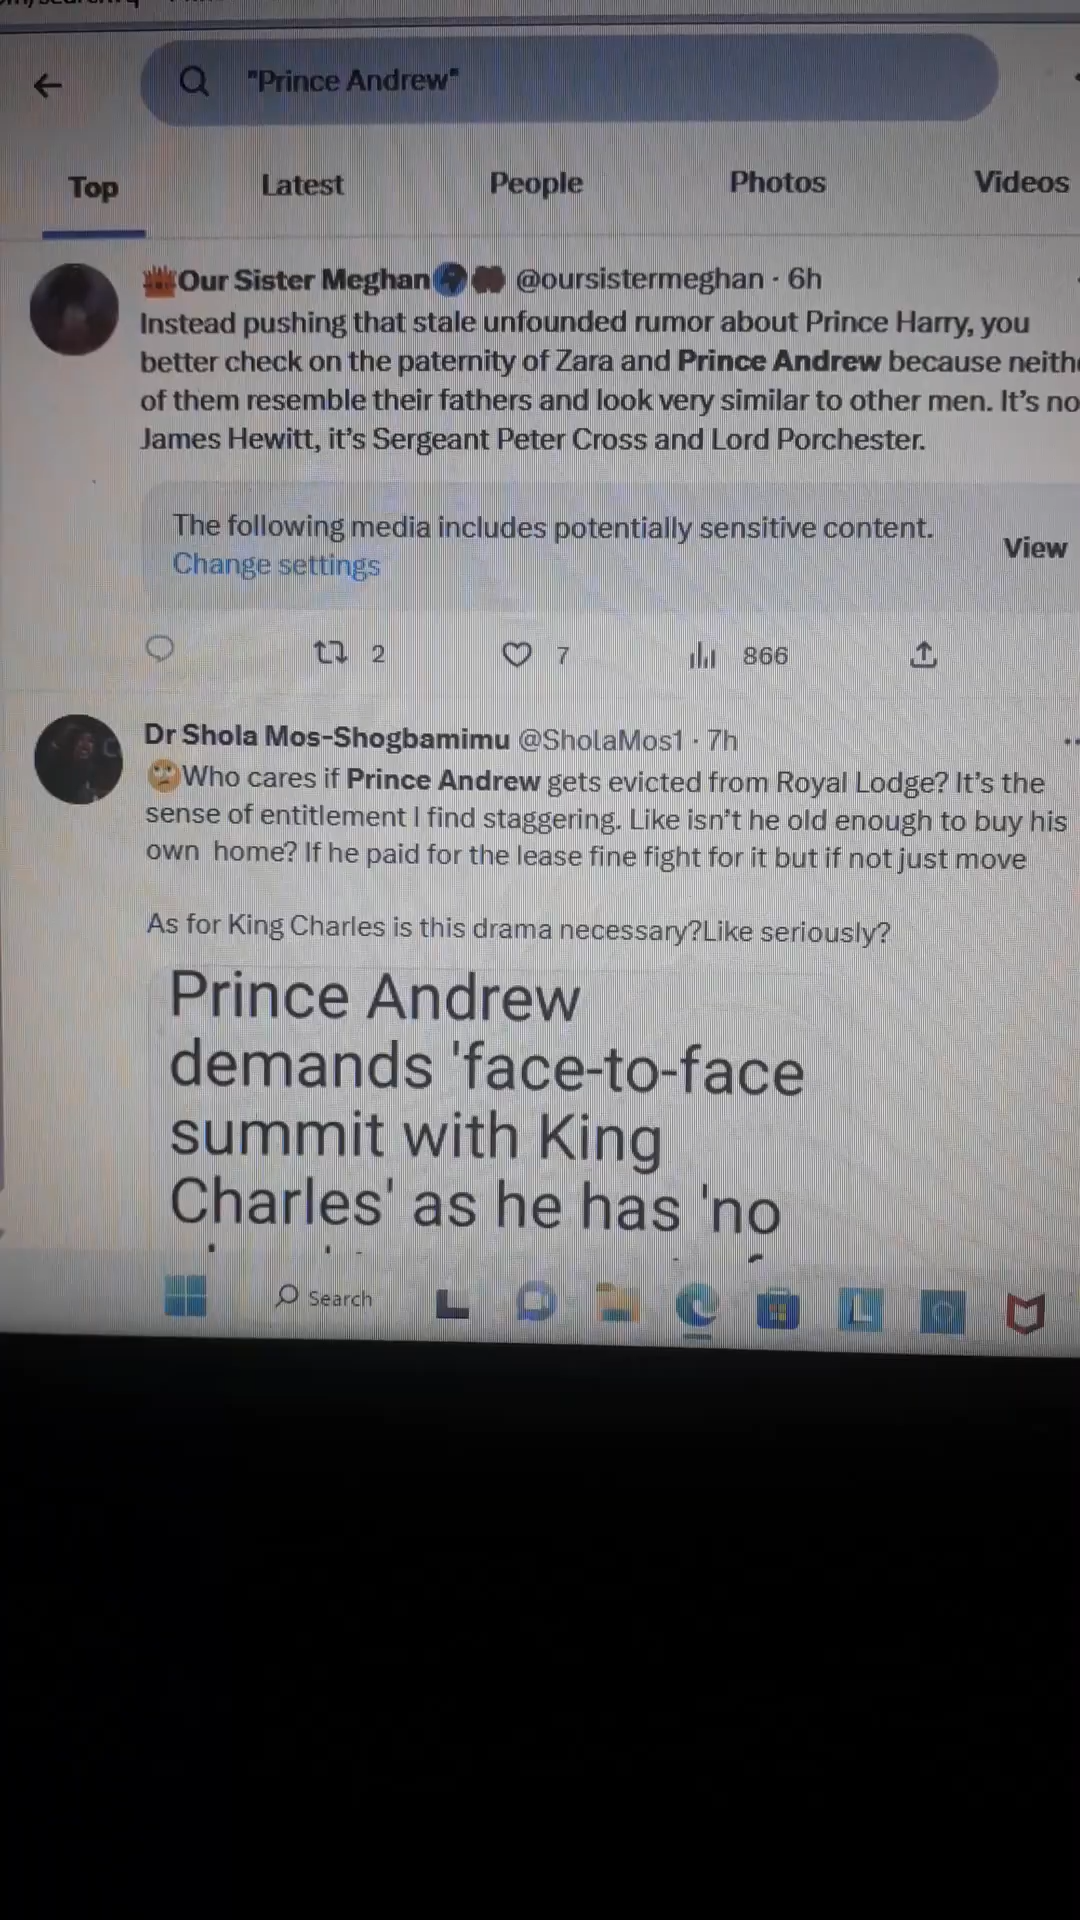 "Prince Andrew"
Top Latest People Photos Videos
Our Sister Meghan @oursistermeghan · 6h
Instead pushing that stale unfounded rumor about Prince Harry, you
better check on the paternity of Zara and Prince Andrew because
of them resemble their fathers and look very similar to other men. It's
James Hewitt, it's Sergeant Peter Cross and Lord Porchester.
The following media includes potentially sensitive content.
Change settings
View
2 7 866
Dr Shola Mos-Shogbamimu @SholaMos1 · 7h
Who cares if Prince Andrew gets evicted from Royal Lodge? It's the
sense of entitlement I find staggering. Like isn't he old enough to buy his
own home? If he paid for the lease fine fight for it but if not just move
As for King Charles is this drama necessary?Like seriously?
Prince Andrew
demands 'face-to-face
summit with King
Charles' as he has 'no
Search